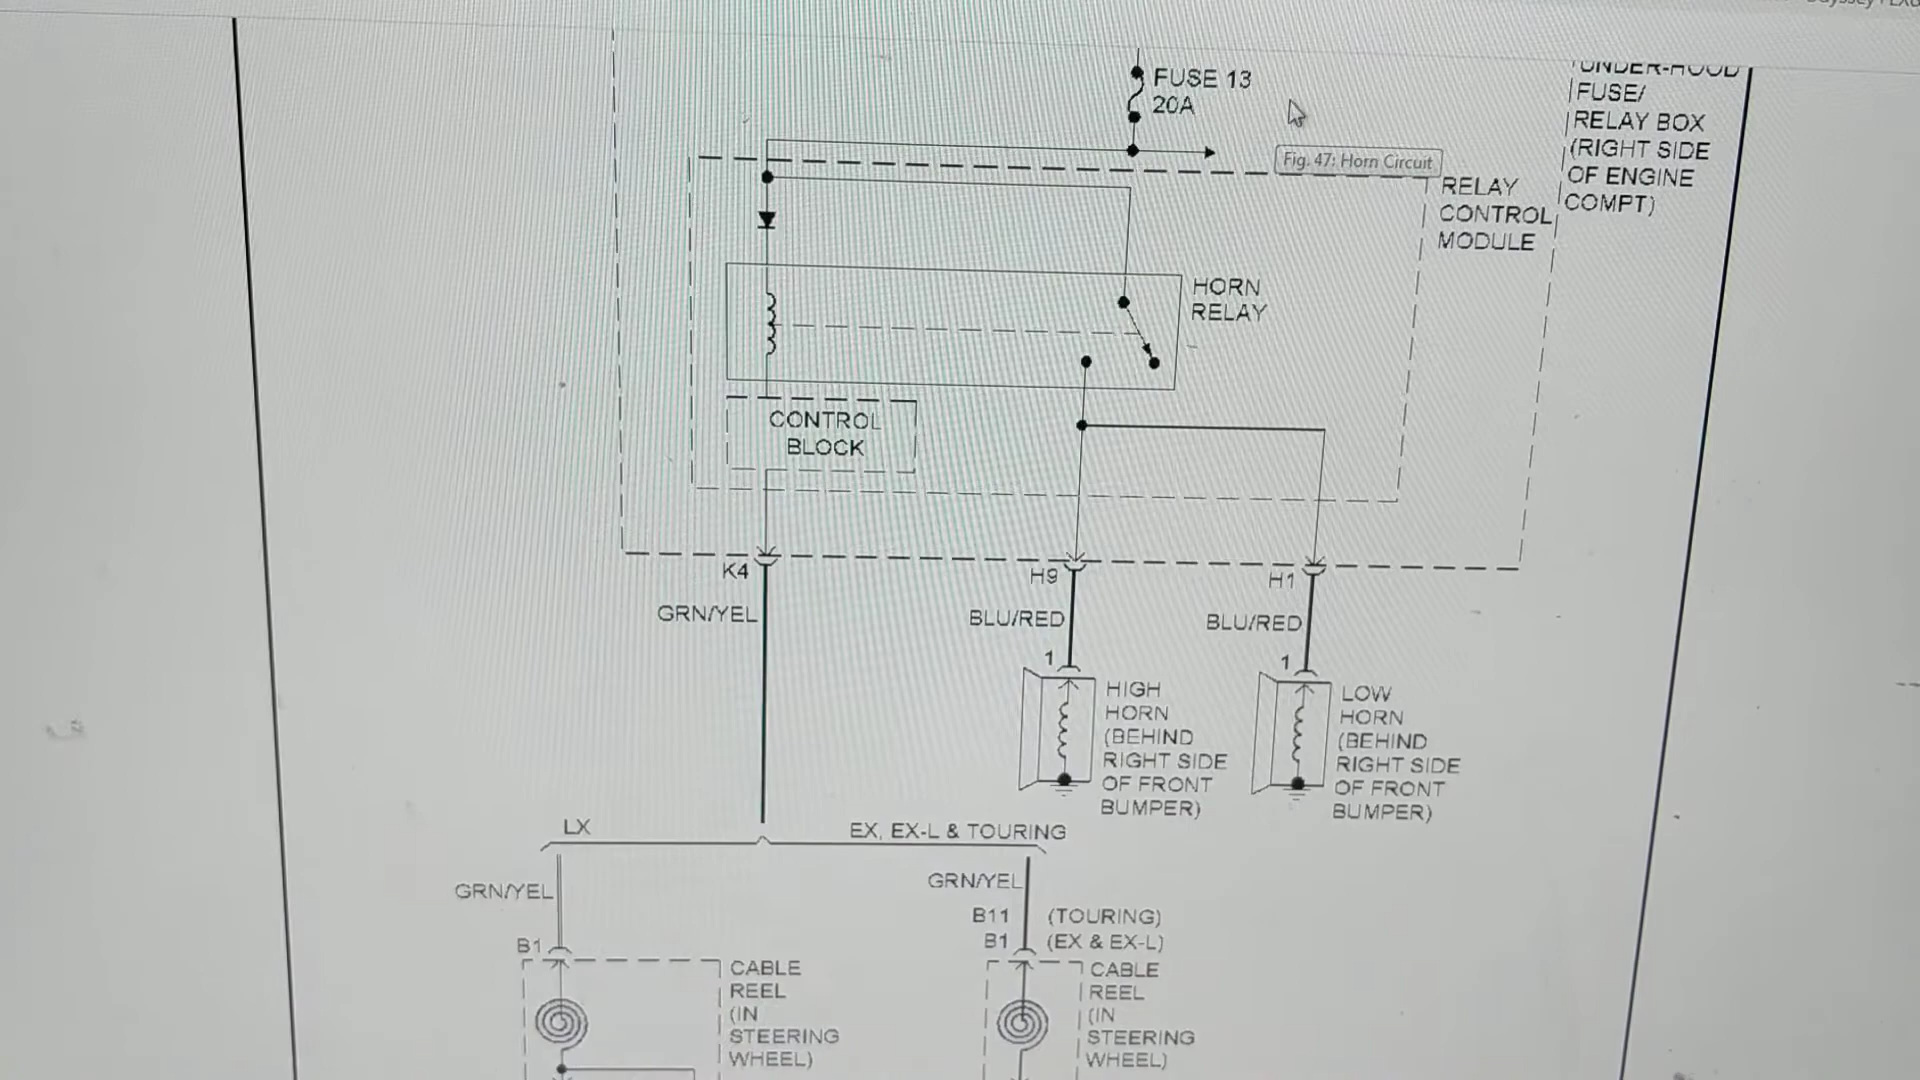 Odyssey
FUSE 13
20A
UNDER-HOOD
FUSE/
RELAY BOX
(RIGHT SIDE
OF ENGINE
COMPT)
Fig. 47: Horn Circuit
RELAY
CONTROL
MODULE
HORN
RELAY
CONTROL
BLOCK
K4
H9
H1
GRN/YEL
BLU/RED
BLU/RED
1
1
HIGH
HORN
(BEHIND
RIGHT SIDE
OF FRONT
BUMPER)
LOW
HORN
(BEHIND
RIGHT SIDE
OF FRONT
BUMPER)
LX
EX, EX-L & TOURING
GRN/YEL
GRN/YEL
B11 (TOURING)
B1
B1 (EX & EX-L)
CABLE
REEL
(IN
STEERING
WHEEL)
CABLE
REEL
(IN
STEERING
WHEEL)